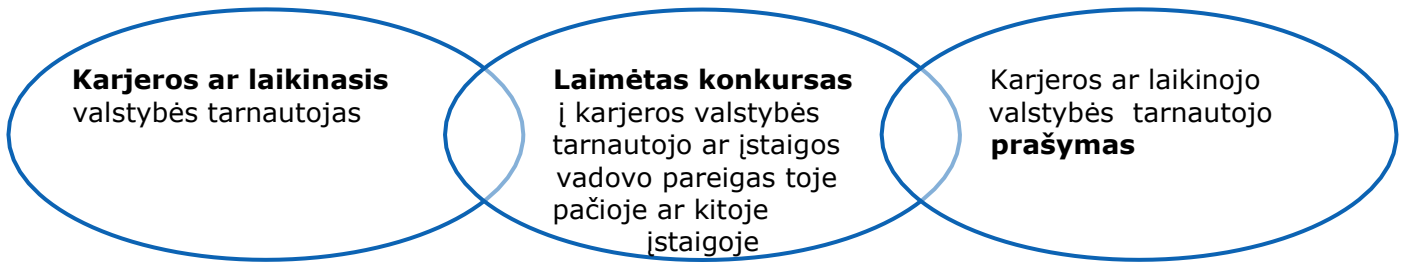 Karjeros ar laikinasis
valstybės tarnautojas
Laimėtas konkursas
į karjeros valstybės
tarnautojo ar įstaigos
vadovo pareigas toje
pačioje ar kitoje
įstaigoje
Karjeros ar laikinojo
valstybės tarnautojo
prašymas